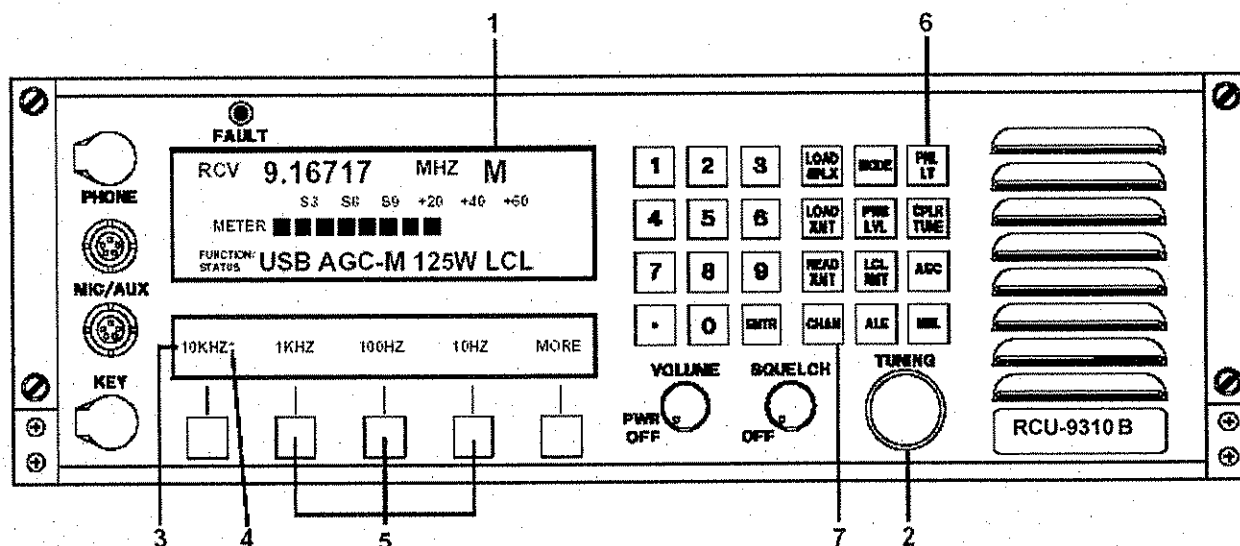 1
6
FAULT
RCV 9.16717 MHZ M
S3 S6 S9 +20 +40 +60
METER
FUNCTION/
STATUS USB AGC-M 125W LCL
PHONE
MIC/AUX
KEY
10KHZ* 1KHZ 100HZ 10HZ MORE
1 2 3 LOAD MODE PNL
LT
4 5 6 LOAD
XMT PWR
LVL CPLR
TUNE
7 8 9 READ
XMT LCL AGC
. 0 ENTR CHAN ALE
VOLUME SQUELCH TUNING
PWR
OFF
OFF
RCU-9310 B
3 4 5 7 2